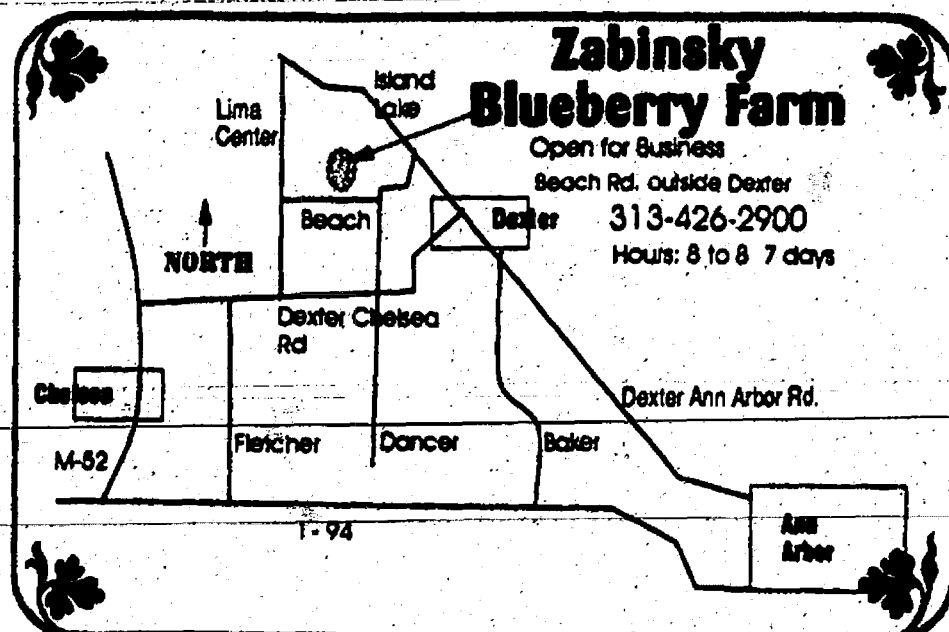 Zabinsky
Blueberry Farm
Open for Business
Beach Rd. outside Dexter
313-426-2900
Hours: 8 to 8 7 days
Island
Lake
Lima
Center
Beach
Dexter
NORTH
Dexter Chelsea
Rd
Chelsea
Dexter Ann Arbor Rd.
Fletcher
Dancer
Baker
M-52
I-94
Ann
Arbor